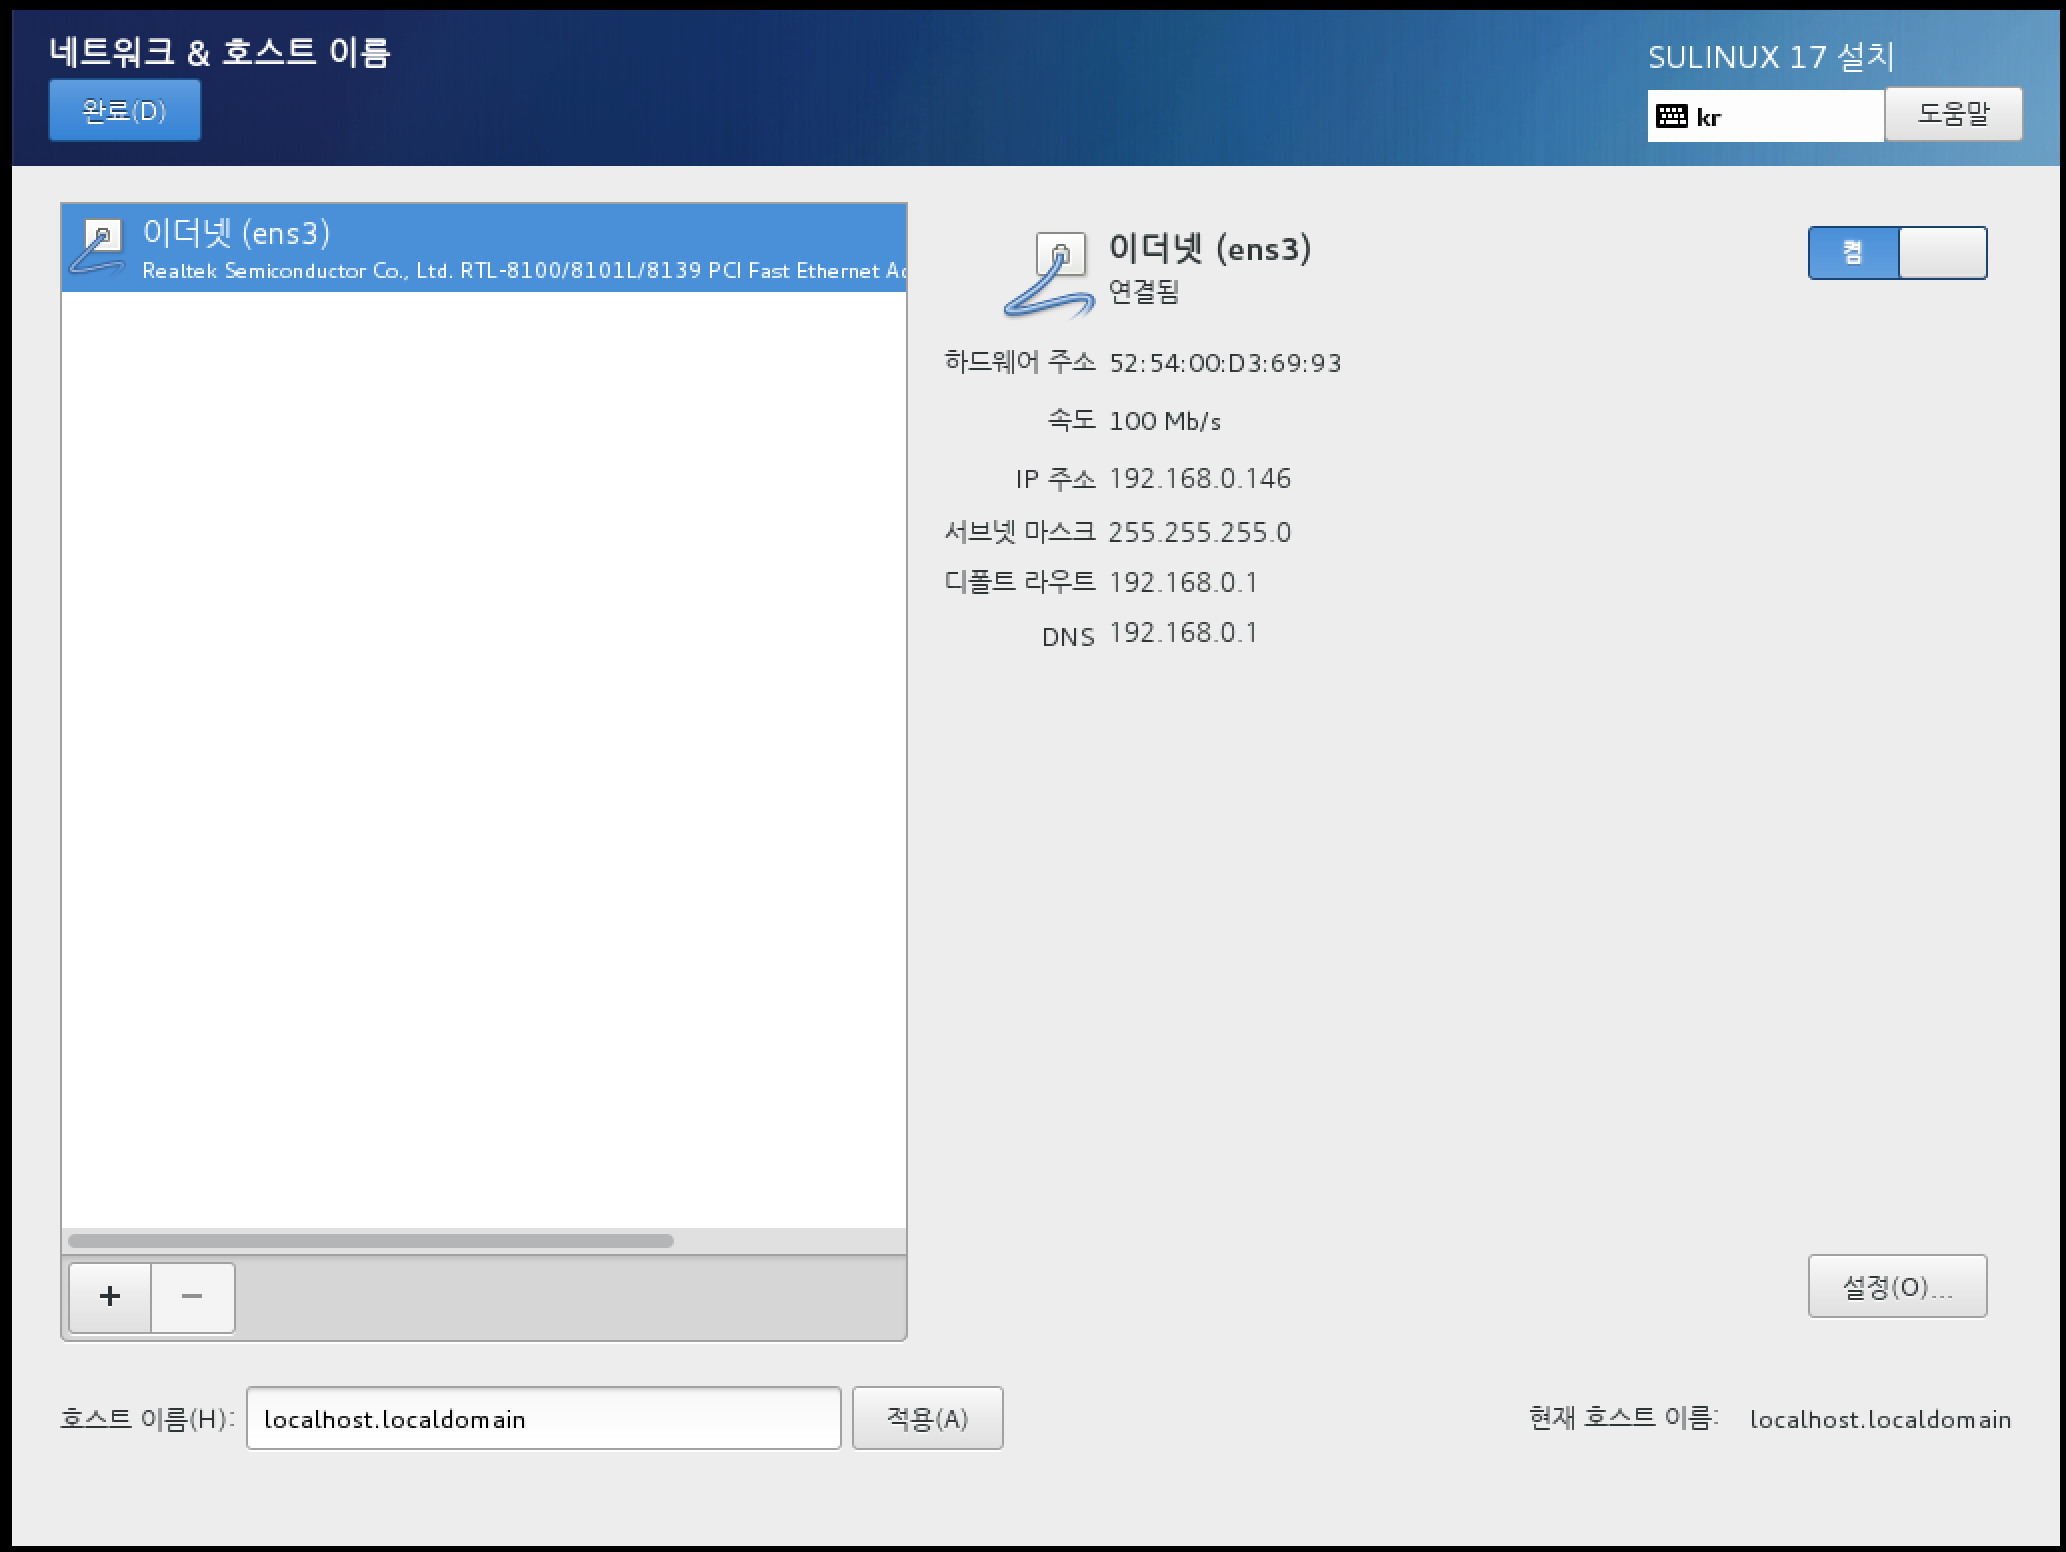 네트워크 & 호스트 이름
완료(D)
SULINUX 17 설치
kr
도움말
이더넷 (ens3)
Realtek Semiconductor Co., Ltd. RTL-8100/8101L/8139 PCI Fast Ethernet
이더넷 (ens3)
연결됨
켬
하드웨어 주소 52:54:00:D3:69:93
속도 100 Mb/s
IP 주소 192.168.0.146
서브넷 마스크 255.255.255.0
디폴트 라우트 192.168.0.1
DNS 192.168.0.1
+ −
설정(O)...
호스트 이름(H): localhost.localdomain 적용(A)
현재 호스트 이름: localhost.localdomain